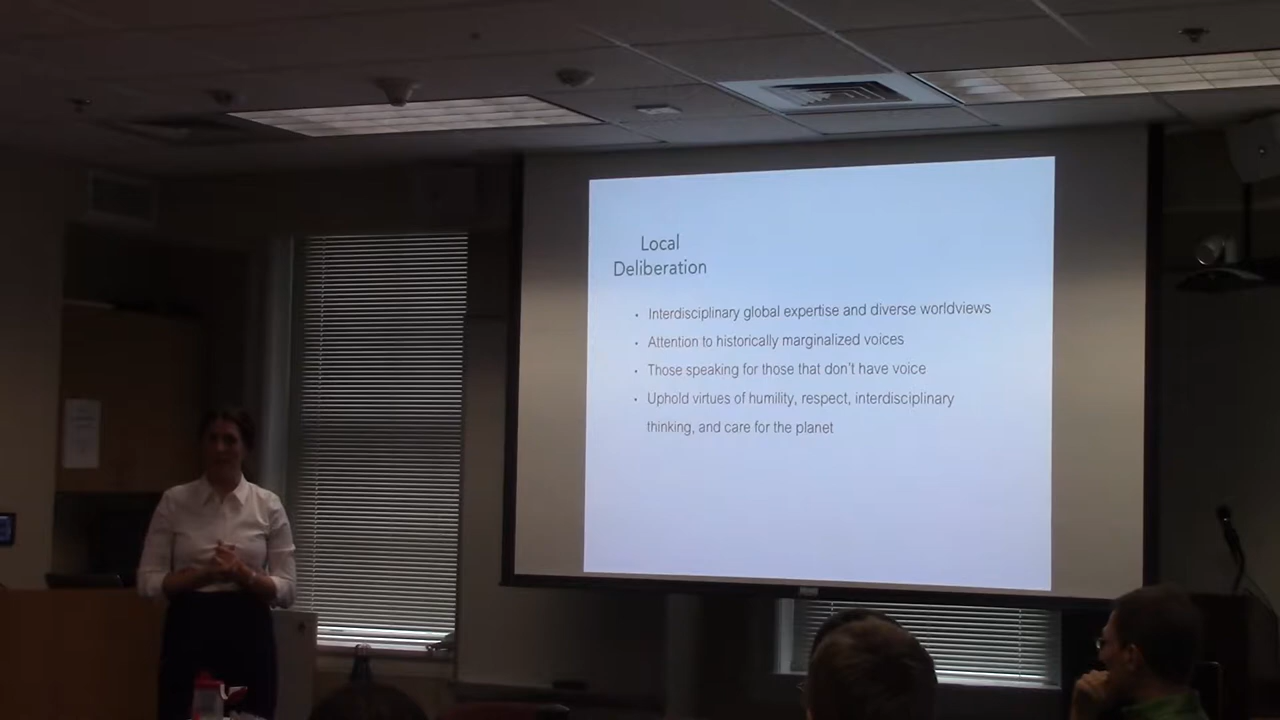 Local
Deliberation
• Interdisciplinary global expertise and diverse worldviews
• Attention to historically marginalized voices
• Those speaking for those that don't have voice
• Uphold virtues of humility, respect, interdisciplinary
thinking, and care for the planet